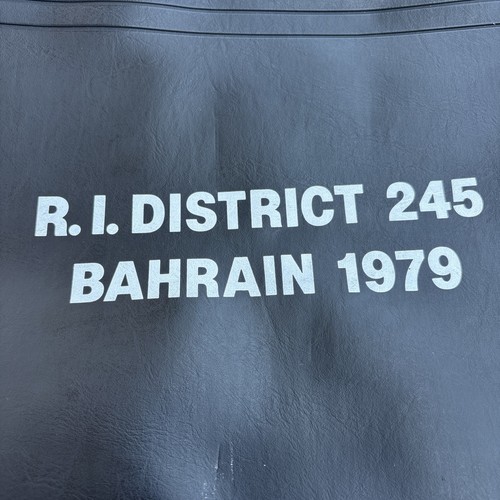 R. I. DISTRICT 245
BAHRAIN 1979